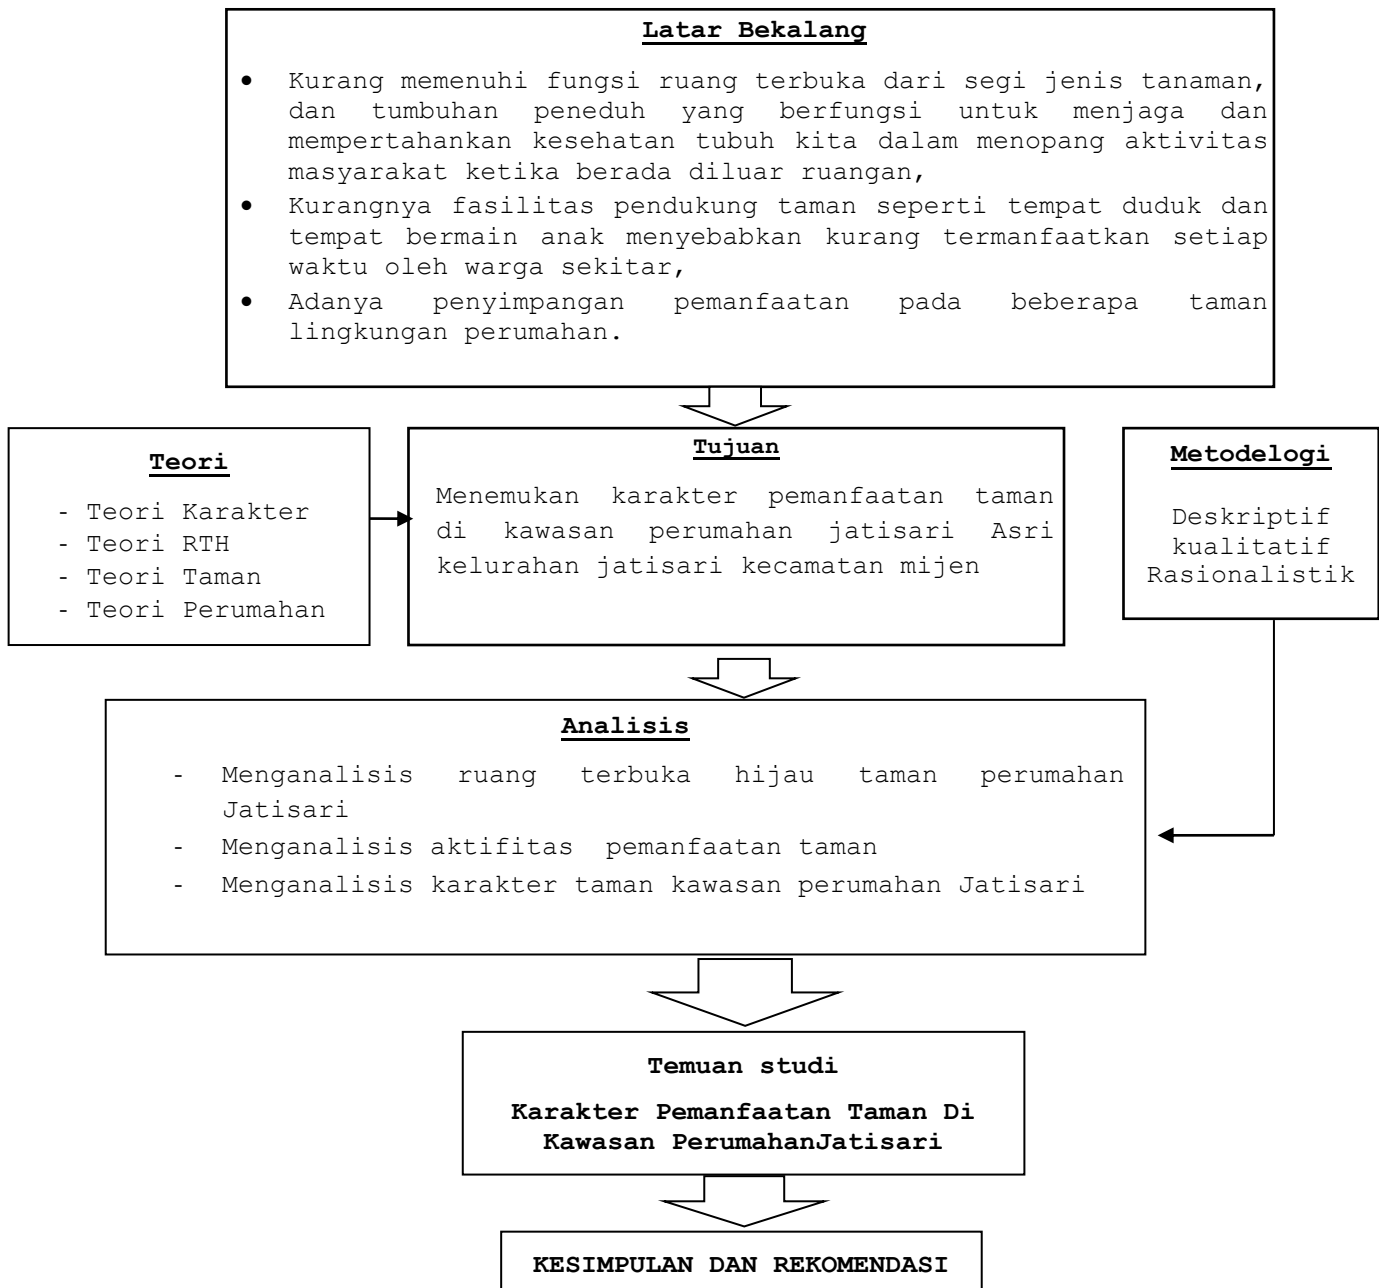 Latar Bekalang
• Kurang memenuhi fungsi ruang terbuka dari segi jenis tanaman,
dan tumbuhan peneduh yang berfungsi untuk menjaga dan
mempertahankan kesehatan tubuh kita dalam menopang aktivitas
masyarakat ketika berada diluar ruangan,
• Kurangnya fasilitas pendukung taman seperti tempat duduk dan
tempat bermain anak menyebabkan kurang termanfaatkan setiap
waktu oleh warga sekitar,
• Adanya penyimpangan pemanfaatan pada beberapa taman
lingkungan perumahan.
Teori
- Teori Karakter
- Teori RTH
- Teori Taman
- Teori Perumahan
Tujuan
Menemukan karakter pemanfaatan taman
di kawasan perumahan jatisari Asri
kelurahan jatisari kecamatan mijen
Metodelogi
Deskriptif
kualitatif
Rasionalistik
Analisis
- Menganalisis ruang terbuka hijau taman perumahan
Jatisari
- Menganalisis aktifitas pemanfaatan taman
- Menganalisis karakter taman kawasan perumahan Jatisari
Temuan studi
Karakter Pemanfaatan Taman Di
Kawasan PerumahanJatisari
KESIMPULAN DAN REKOMENDASI